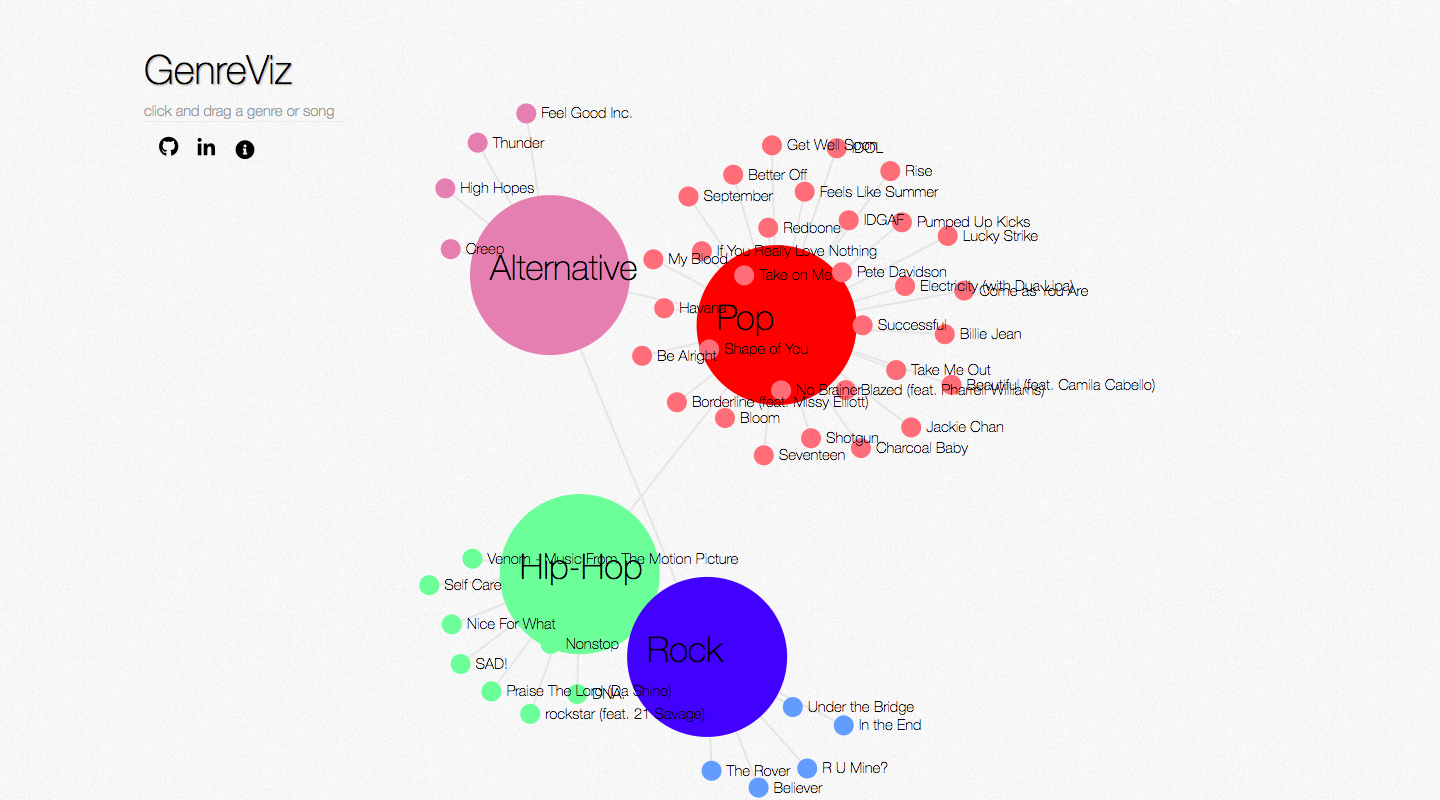 GenreViz
click and drag a genre or song
Feel Good Inc.
Thunder
High Hopes
Creep
Alternative
Get Well Soon
IDOL
Better Off
Rise
September
Feels Like Summer
Redbone
IDGAF
Pumped Up Kicks
Lucky Strike
If You Really Love Nothing
My Blood
Take on Me
Pete Davidson
Electricity (with Dua Lipa)
Come as You Are
Havana
Pop
Successful
Billie Jean
Shape of You
Be Alright
Take Me Out
Beautiful (feat. Camila Cabello)
No Brainer
Blazed (feat. Pharrell Williams)
Borderline (feat. Missy Elliott)
Bloom
Jackie Chan
Shotgun
Charcoal Baby
Seventeen
Venom - Music From The Motion Picture
Hip-Hop
Self Care
Nice For What
Nonstop
Rock
SAD!
Praise The Lord (Da Shine)
DNA.
rockstar (feat. 21 Savage)
Under the Bridge
In the End
The Rover
R U Mine?
Believer